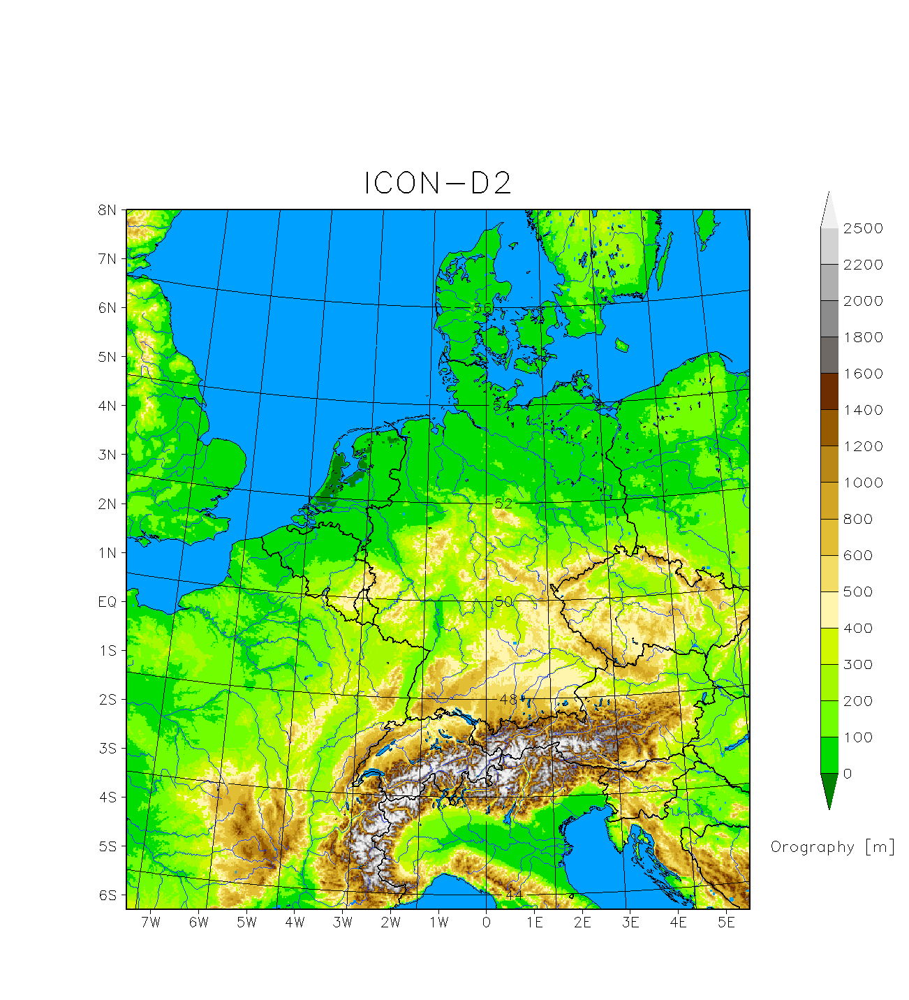 ICON-D2
8N
7N
6N
5N
4N
3N
2N
1N
EQ
1S
2S
3S
4S
5S
6S
7W 6W 5W 4W 3W 2W 1W 0 1E 2E 3E 4E 5E
56
54
52
50
48
44
2500
2200
2000
1800
1600
1400
1200
1000
800
600
500
400
300
200
100
0
Orography [m]